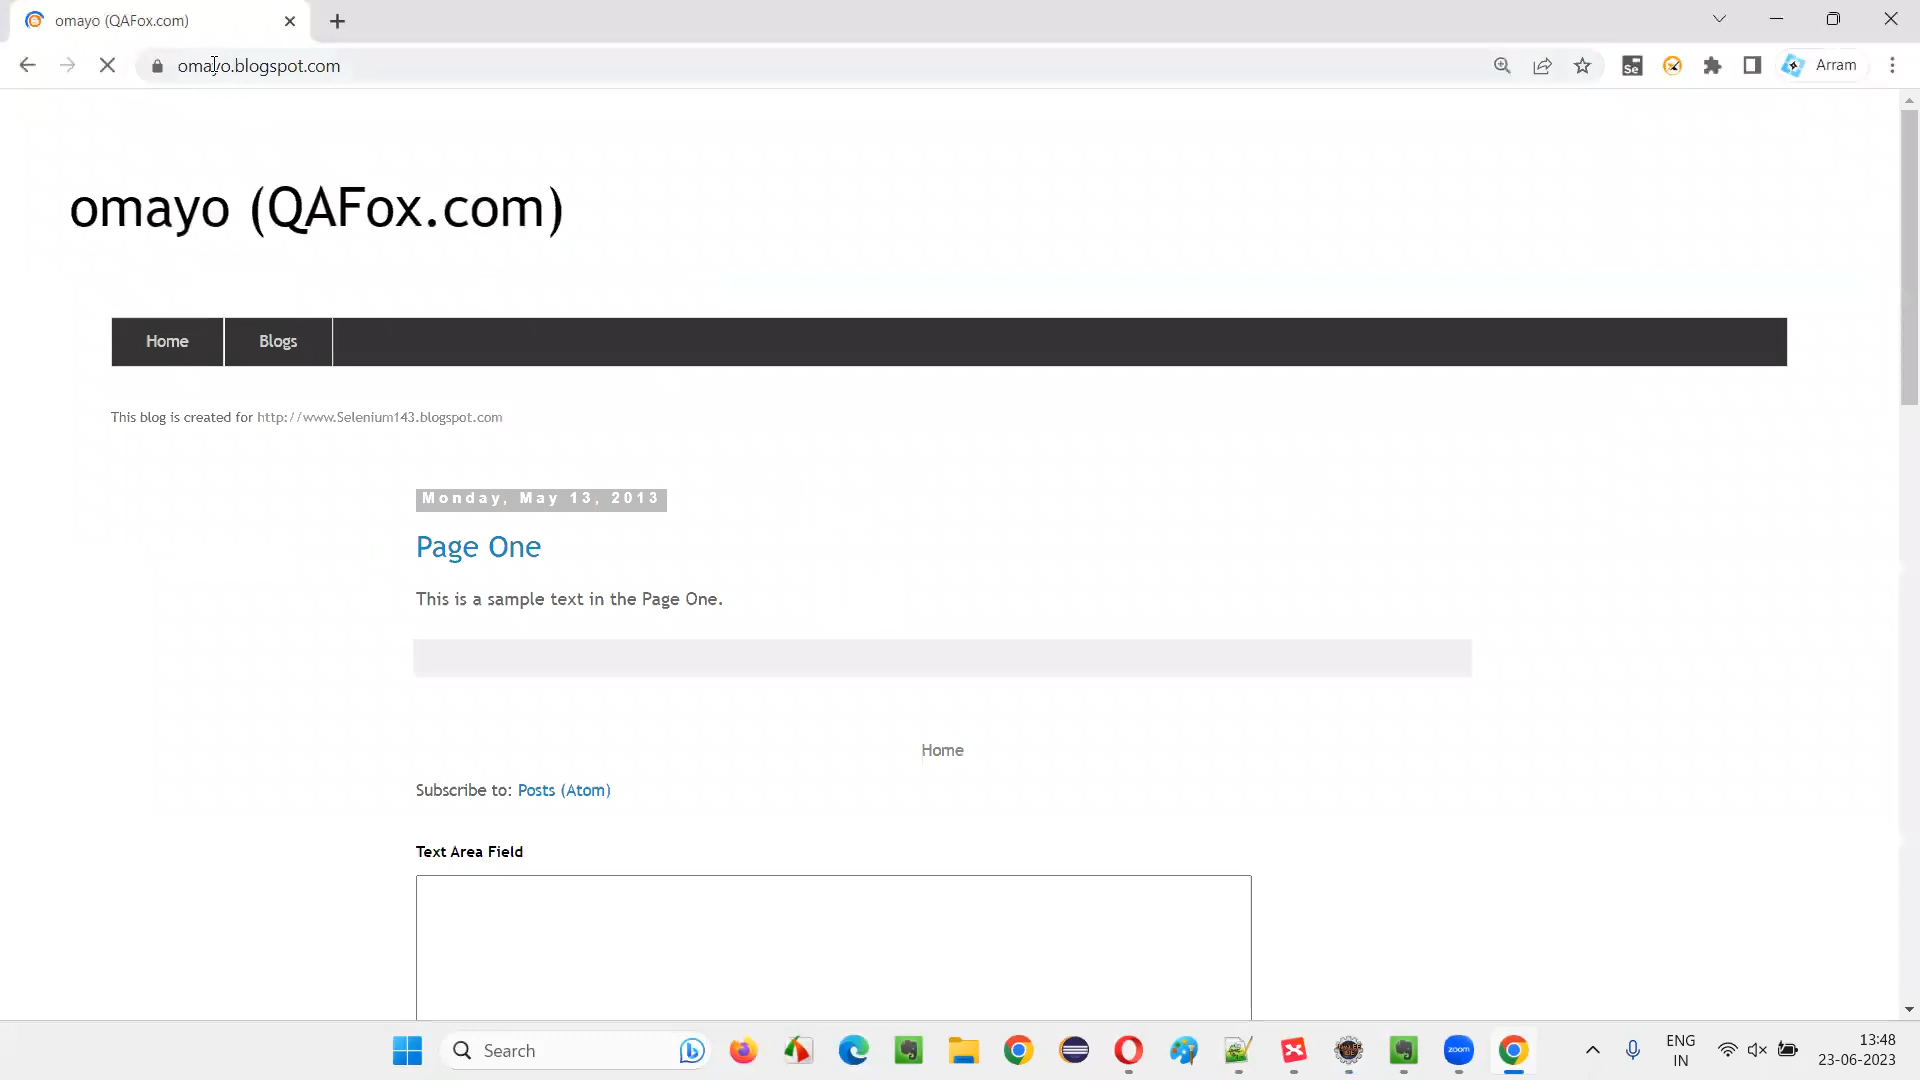 omayo (QAFox.com)
omayo.blogspot.com
Se
Arram
omayo (QAFox.com)
Home
Blogs
This blog is created for http://www.Selenium143.blogspot.com
Monday, May 13, 2013
Page One
This is a sample text in the Page One.
Home
Subscribe to: Posts (Atom)
Text Area Field
Search
zoom
ENG
IN
13:48
23-06-2023